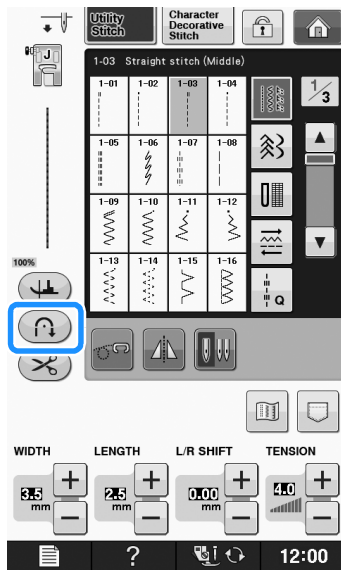 Utility
Stitch
Character
Decorative
Stitch
J
1-03 Straight stitch (Middle)
1-01 1-02 1-03 1-04
1/3
1-05 1-06 1-07 1-08
1-09 1-10 1-11 1-12
1-13 1-14 1-15 1-16
Q
100%
WIDTH LENGTH L/R SHIFT TENSION
3.5 mm 2.5 mm 0.00 mm 4.0
? 12:00